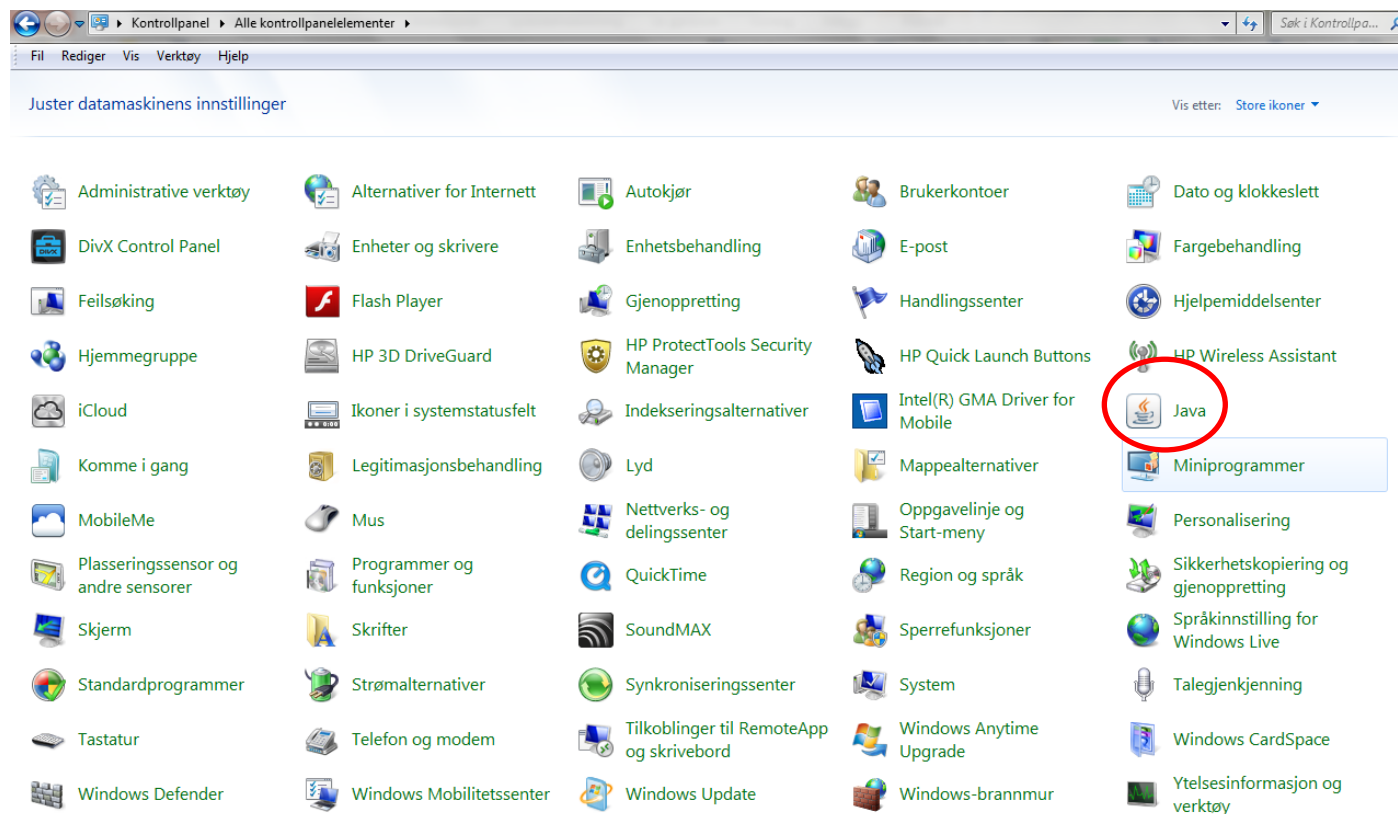 Kontrollpanel ▸ Alle kontrollpanelelementer ▸
Søk i Kontrollpa...
Fil Rediger Vis Verktøy Hjelp
Juster datamaskinens innstillinger
Vis etter: Store ikoner
Administrative verktøy
Alternativer for Internett
Autokjør
Brukerkontoer
Dato og klokkeslett
DivX Control Panel
Enheter og skrivere
Enhetsbehandling
E-post
Fargebehandling
Feilsøking
Flash Player
Gjenoppretting
Handlingssenter
Hjelpemiddelsenter
Hjemmegruppe
HP 3D DriveGuard
HP ProtectTools Security
Manager
HP Quick Launch Buttons
HP Wireless Assistant
iCloud
Ikoner i systemstatusfelt
Indekseringsalternativer
Intel(R) GMA Driver for
Mobile
Java
Komme i gang
Legitimasjonsbehandling
Lyd
Mappealternativer
Miniprogrammer
MobileMe
Mus
Nettverks- og
delingssenter
Oppgavelinje og
Start-meny
Personalisering
Plasseringssensor og
andre sensorer
Programmer og
funksjoner
QuickTime
Region og språk
Sikkerhetskopiering og
gjenoppretting
Skjerm
Skrifter
SoundMAX
Sperrefunksjoner
Språkinnstilling for
Windows Live
Standardprogrammer
Strømalternativer
Synkroniseringssenter
System
Talegjenkjenning
Tastatur
Telefon og modem
Tilkoblinger til RemoteApp
og skrivebord
Windows Anytime
Upgrade
Windows CardSpace
Windows Defender
Windows Mobilitetssenter
Windows Update
Windows-brannmur
Ytelsesinformasjon og
verktøy